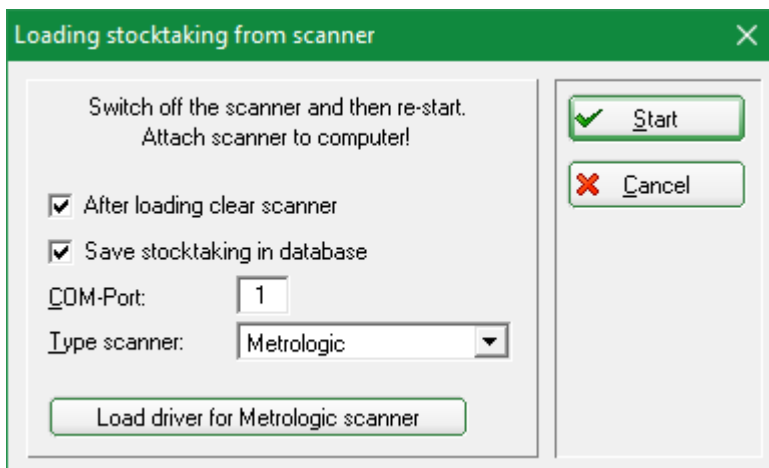 Loading stocktaking from scanner
Switch off the scanner and then re-start.
Attach scanner to computer!
After loading clear scanner
Save stocktaking in database
COM-Port: 1
Type scanner: Metrologic
Load driver for Metrologic scanner
Start
Cancel